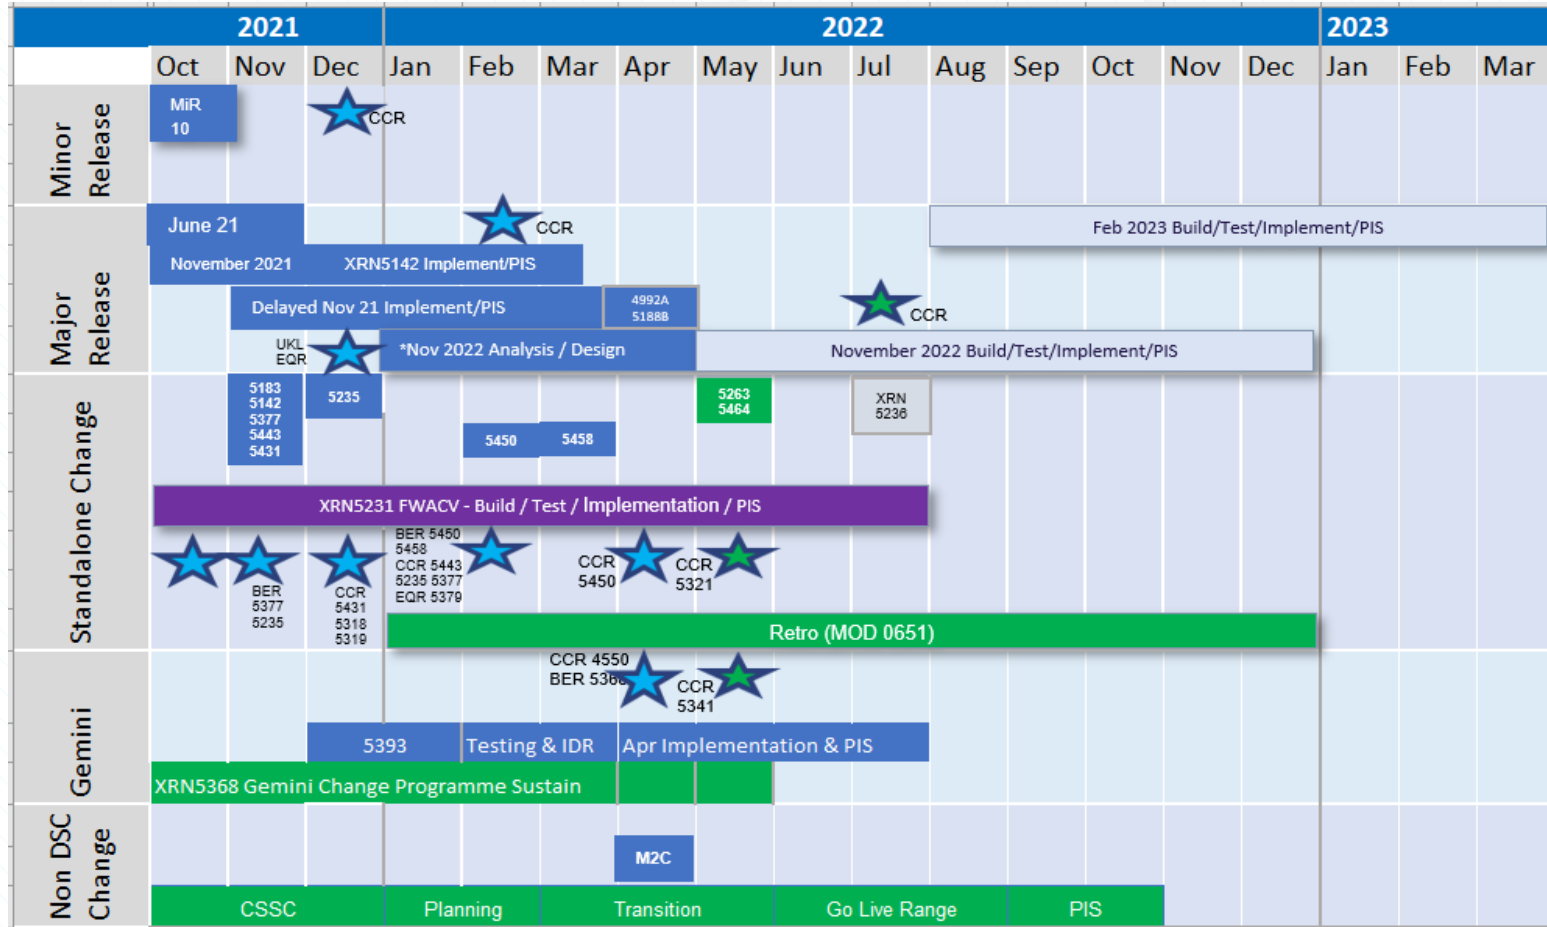 2021
2022
2023
Oct
Nov
Dec
Jan
Feb
Mar
Apr
May
Jun
Jul
Aug
Sep
Oct
Nov
Dec
Jan
Feb
Mar
Minor
Release
MiR
10
CCR
Major
Release
June 21
CCR
Feb 2023 Build/Test/Implement/PIS
November 2021
XRN5142 Implement/PIS
Delayed Nov 21 Implement/PIS
4992A
5188B
CCR
UKL
EQR
*Nov 2022 Analysis / Design
November 2022 Build/Test/Implement/PIS
Standalone Change
5183
5142
5377
5443
5431
5235
5450
5458
5263
5464
XRN
5236
XRN5231 FWACV - Build / Test / Implementation / PIS
BER
5377
5235
CCR
5431
5318
5319
BER 5450
5458
CCR 5443
5235 5377
EQR 5379
CCR
5450
CCR
5321
Retro (MOD 0651)
Gemini
CCR 4550
BER 5368
CCR
5341
5393
Testing & IDR
Apr Implementation & PIS
XRN5368 Gemini Change Programme Sustain
Non DSC
Change
M2C
CSSC
Planning
Transition
Go Live Range
PIS